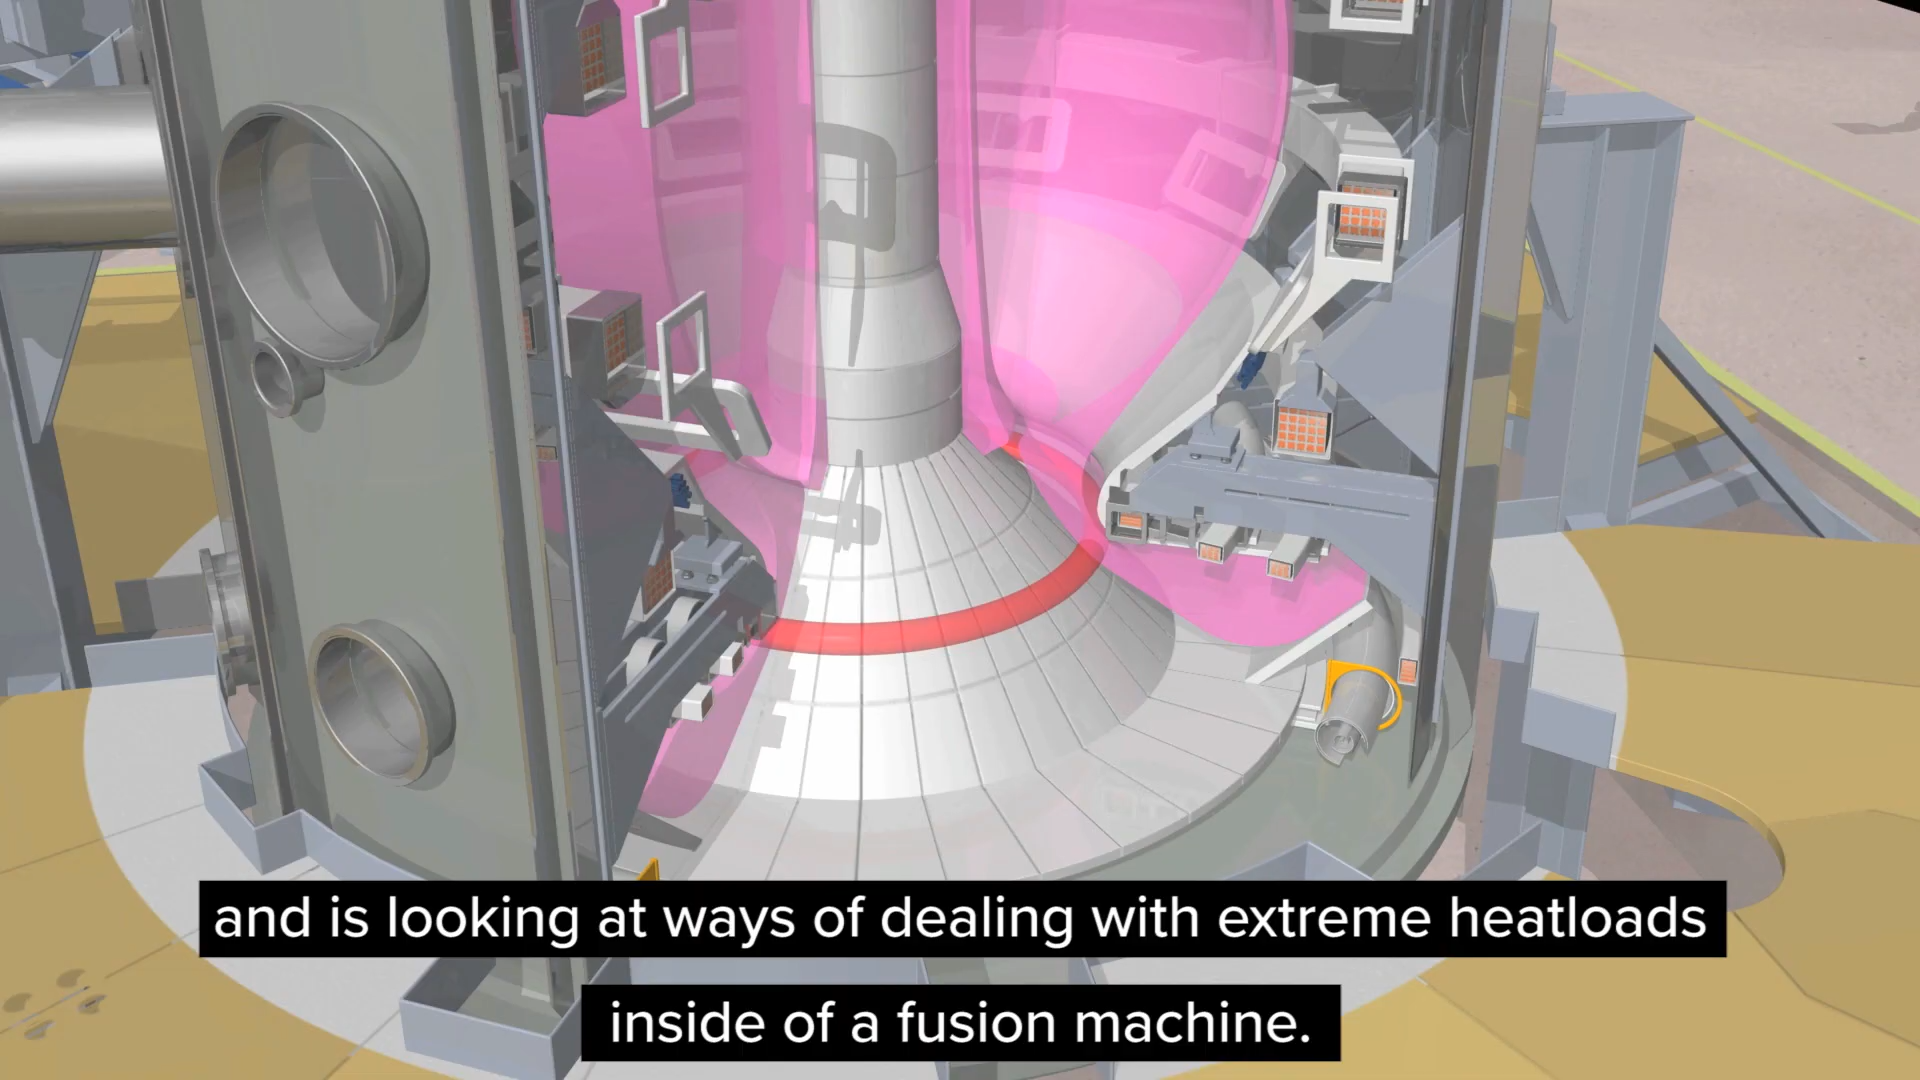 and is looking at ways of dealing with extreme heatloads
inside of a fusion machine.